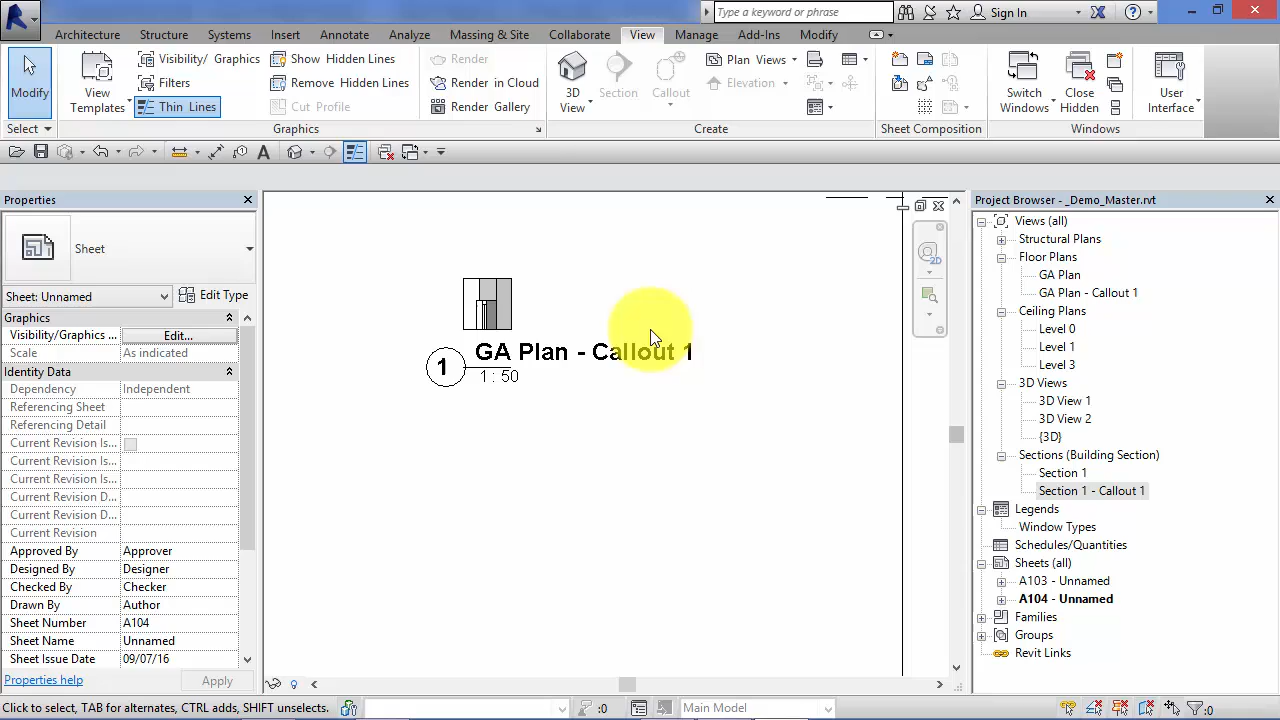 Type a keyword or phrase
Sign In
Architecture Structure Systems Insert Annotate Analyze Massing & Site Collaborate View Manage Add-Ins Modify
Modify
Select
View Templates
Visibility/ Graphics
Filters
Thin Lines
Show Hidden Lines
Remove Hidden Lines
Cut Profile
Graphics
Render
Render in Cloud
Render Gallery
3D View
Section
Callout
Plan Views
Elevation
Create
Sheet Composition
Switch Windows
Close Hidden
User Interface
Windows
Properties
Sheet
Sheet: Unnamed
Edit Type
Graphics
Visibility/Graphics ... Edit...
Scale As indicated
Identity Data
Dependency Independent
Referencing Sheet
Referencing Detail
Current Revision Is...
Current Revision Is...
Current Revision Is...
Current Revision D...
Current Revision D...
Current Revision
Approved By Approver
Designed By Designer
Checked By Checker
Drawn By Author
Sheet Number A104
Sheet Name Unnamed
Sheet Issue Date 09/07/16
Properties help
Apply
2D
1
GA Plan - Callout 1
1 : 50
Project Browser - _Demo_Master.rvt
Views (all)
Structural Plans
Floor Plans
GA Plan
GA Plan - Callout 1
Ceiling Plans
Level 0
Level 1
Level 3
3D Views
3D View 1
3D View 2
{3D}
Sections (Building Section)
Section 1
Section 1 - Callout 1
Legends
Window Types
Schedules/Quantities
Sheets (all)
A103 - Unnamed
A104 - Unnamed
Families
Groups
Revit Links
Click to select, TAB for alternates, CTRL adds, SHIFT unselects.
:0
Main Model
:0